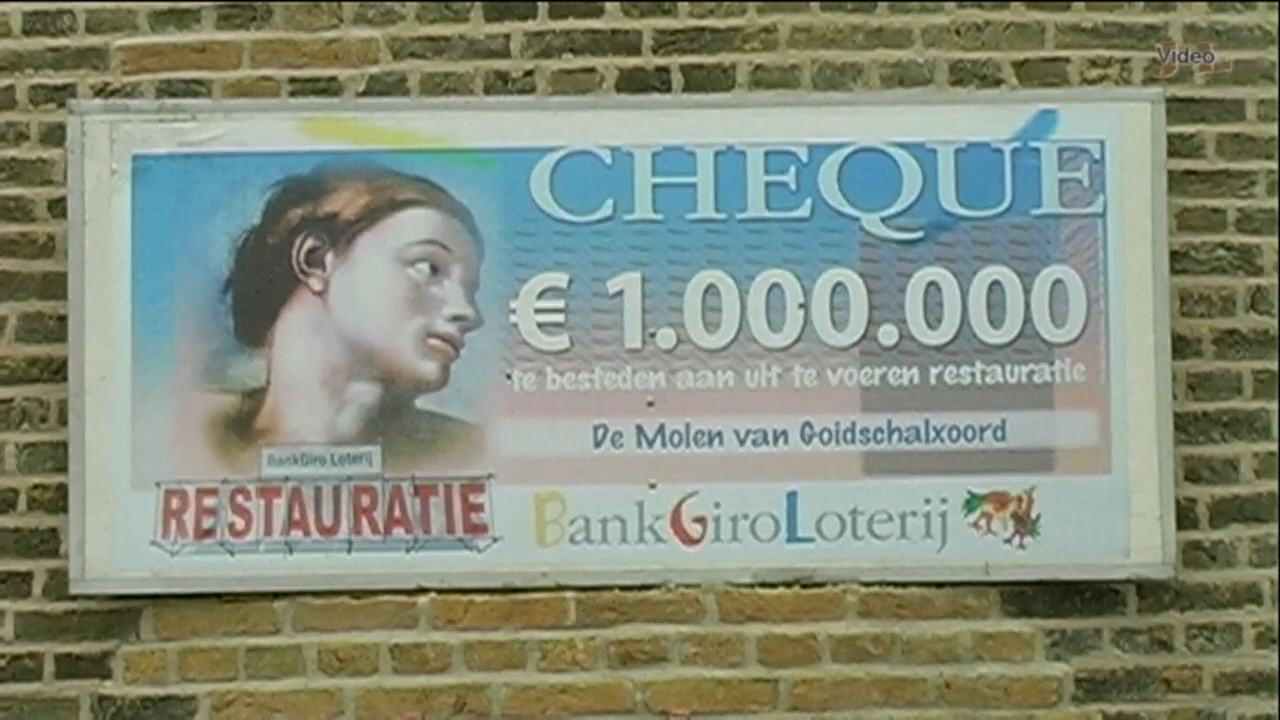 Video
CHEQUE
€ 1.000.000
te besteden aan uit te voeren restauratie
De Molen van Goidschalxoord
BankGiro Loterij
RESTAURATIE
BankGiroLoterij